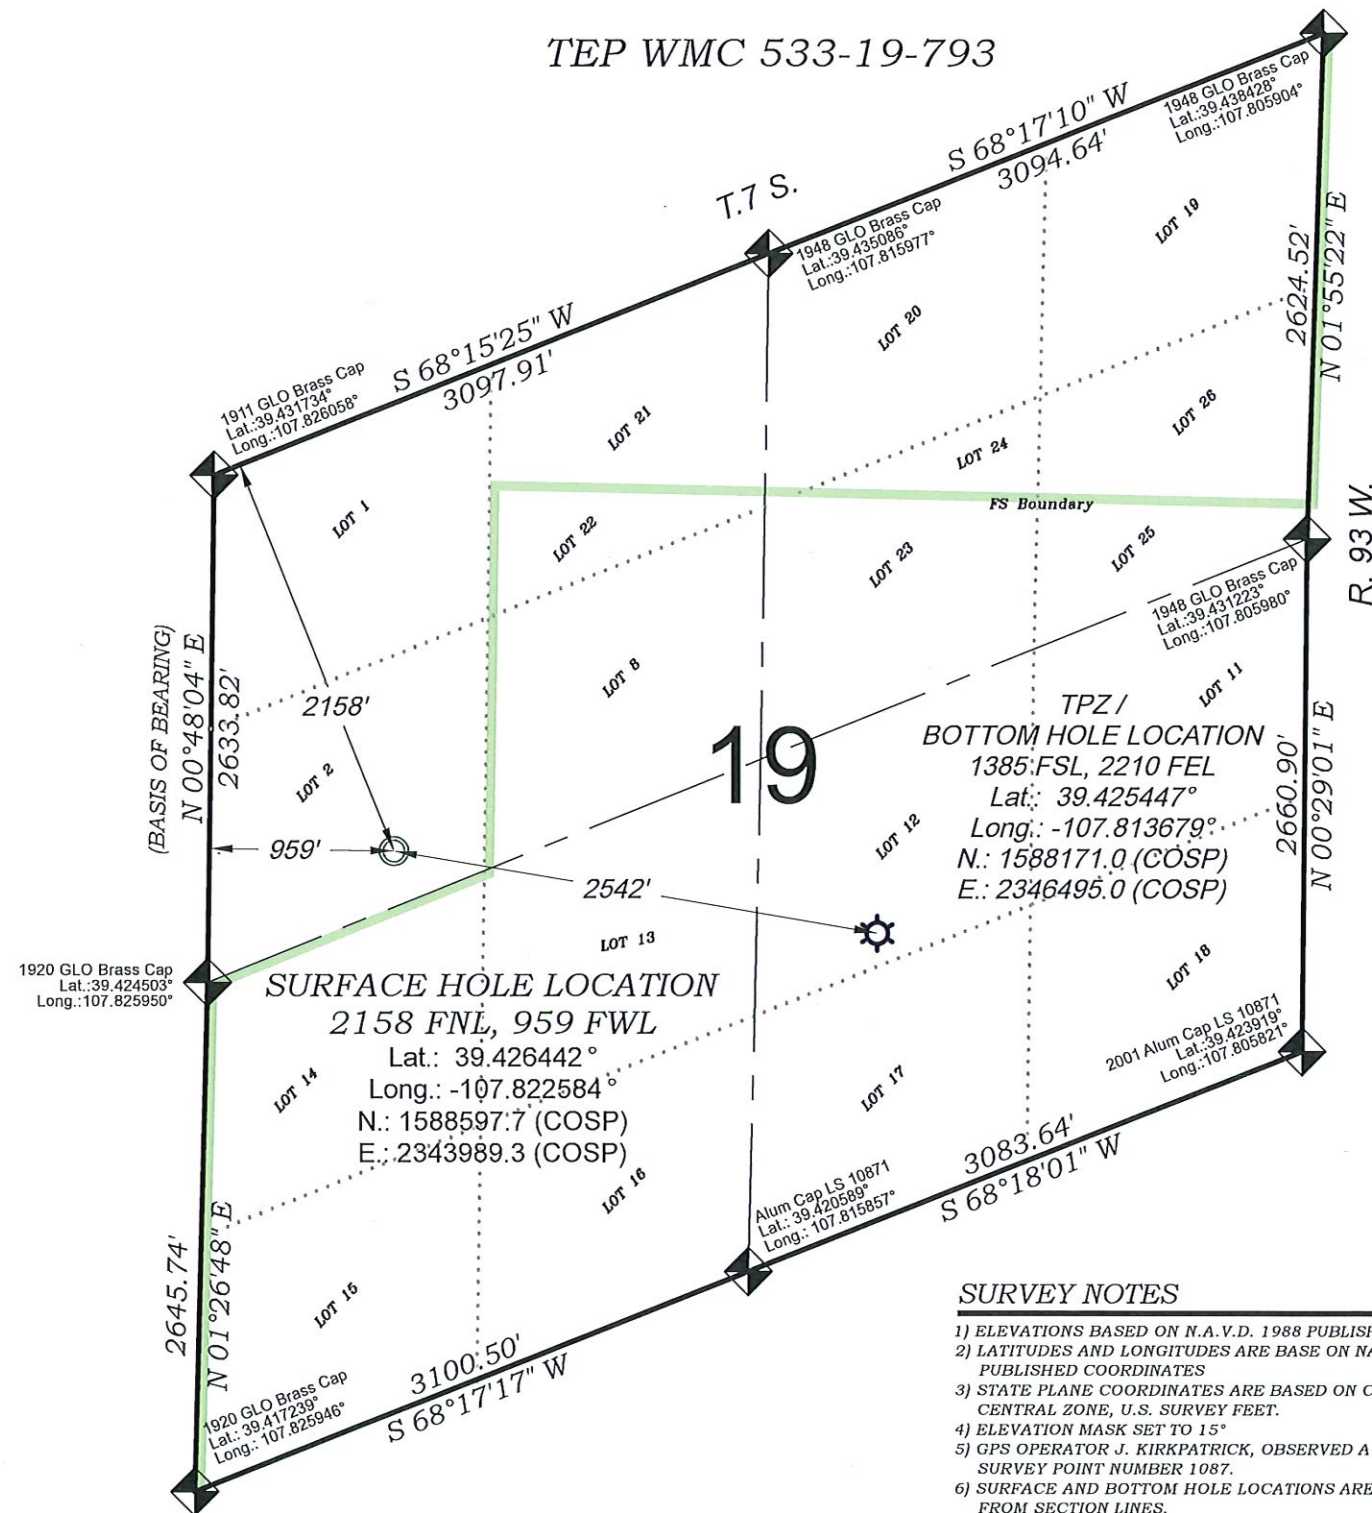 TEP WMC 533-19-793
1948 GLO Brass Cap
Lat.:39.438428°
Long.:107.805904°
S 68°17'10" W
3094.64'
T.7 S.
1948 GLO Brass Cap
Lat.:39.435086°
Long.:107.815977°
LOT 19
2624.52'
N 01°55'22" E
LOT 20
S 68°15'25" W
3097.91'
1911 GLO Brass Cap
Lat.:39.431734°
Long.:107.826058°
LOT 21
LOT 26
LOT 24
FS Boundary
R. 93 W.
LOT 1
LOT 22
LOT 23
LOT 25
1948 GLO Brass Cap
Lat.:39.431223°
Long.:107.805980°
(BASIS OF BEARING)
N 00°48'04" E
2633.82'
2158'
LOT 8
LOT 11
TPZ /
BOTTOM HOLE LOCATION
1385 FSL, 2210 FEL
Lat.: 39.425447°
Long.: -107.813679°
N.: 1588171.0 (COSP)
E.: 2346495.0 (COSP)
19
2660.90'
N 00°29'01" E
LOT 2
959'
LOT 12
2542'
LOT 13
LOT 18
1920 GLO Brass Cap
Lat.:39.424503°
Long.:107.825950°
SURFACE HOLE LOCATION
2158 FNL, 959 FWL
Lat.: 39.426442°
Long.: -107.822584°
N.: 1588597.7 (COSP)
E.: 2343989.3 (COSP)
2001 Alum Cap LS 10871
Lat.:39.423919°
Long.:107.805821°
LOT 14
LOT 17
LOT 16
3083.64'
S 68°18'01" W
Alum Cap LS 10871
Lat.: 39.420589°
Long.: 107.815857°
2645.74'
N 01°26'48" E
LOT 15
3100.50'
S 68°17'17" W
1920 GLO Brass Cap
Lat.: 39.417239°
Long.: 107.825946°
SURVEY NOTES
1) ELEVATIONS BASED ON N.A.V.D. 1988 PUBLISH
2) LATITUDES AND LONGITUDES ARE BASE ON NA
PUBLISHED COORDINATES
3) STATE PLANE COORDINATES ARE BASED ON C
CENTRAL ZONE, U.S. SURVEY FEET.
4) ELEVATION MASK SET TO 15°
5) GPS OPERATOR J. KIRKPATRICK, OBSERVED A
SURVEY POINT NUMBER 1087.
6) SURFACE AND BOTTOM HOLE LOCATIONS ARE
FROM SECTION LINES.